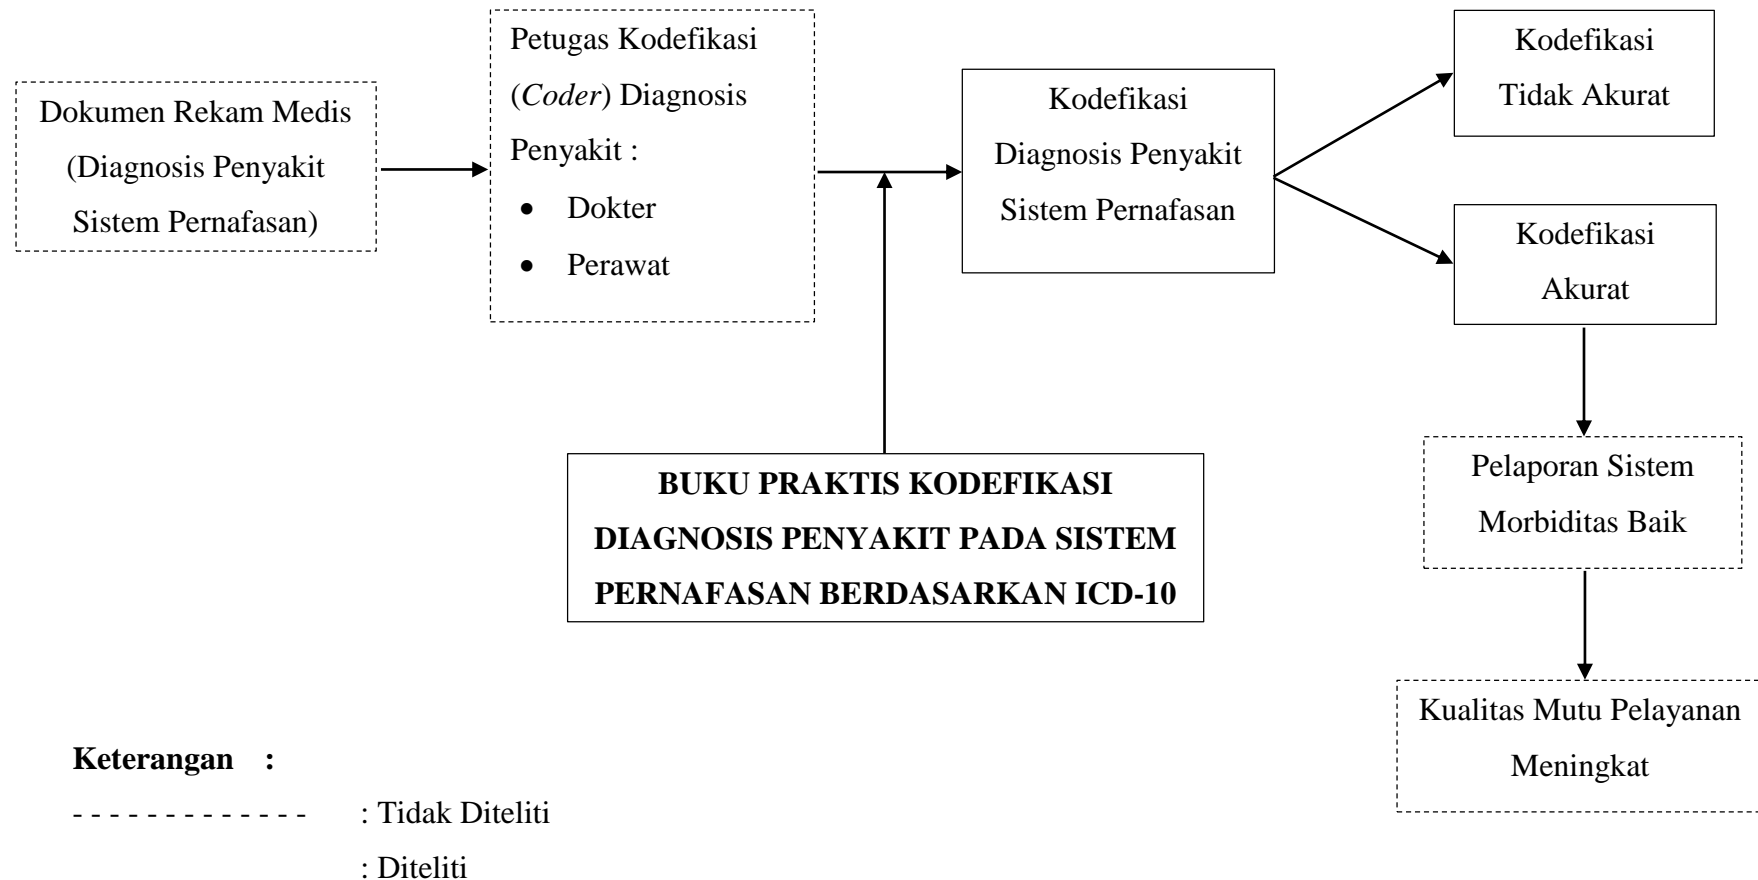 Dokumen Rekam Medis
(Diagnosis Penyakit
Sistem Pernafasan)
Petugas Kodefikasi
(Coder) Diagnosis
Penyakit :
• Dokter
• Perawat
Kodefikasi
Diagnosis Penyakit
Sistem Pernafasan
Kodefikasi
Tidak Akurat
Kodefikasi
Akurat
BUKU PRAKTIS KODEFIKASI
DIAGNOSIS PENYAKIT PADA SISTEM
PERNAFASAN BERDASARKAN ICD-10
Pelaporan Sistem
Morbiditas Baik
Kualitas Mutu Pelayanan
Meningkat
Keterangan :
- - - - - - - - - - - - - : Tidak Diteliti
: Diteliti